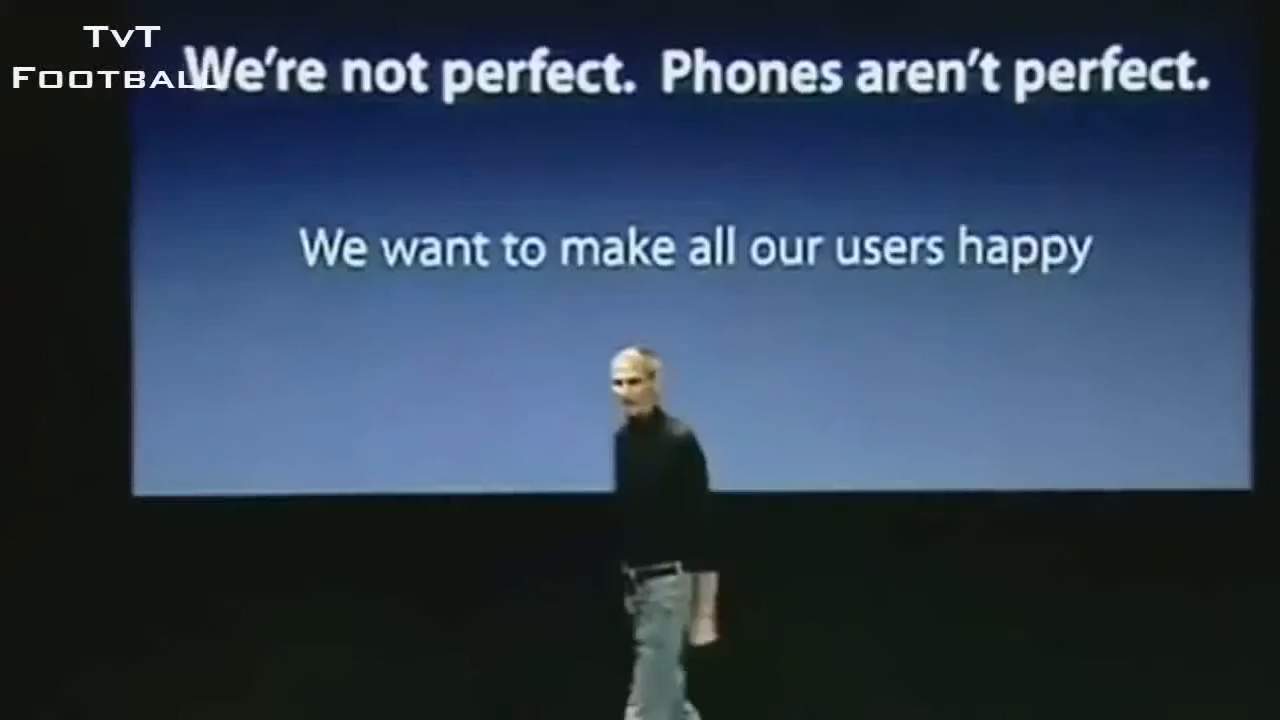 TvT
Football
We're not perfect. Phones aren't perfect.
We want to make all our users happy